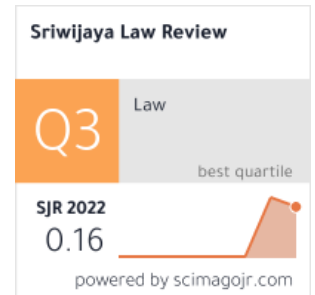 Sriwijaya Law Review
Q3
Law
best quartile
SJR 2022
0.16
powered by scimagojr.com